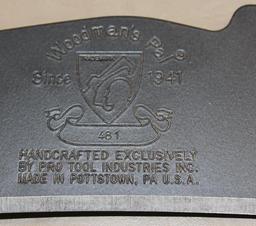 Woodman's Pal®
Since 1941
481
HANDCRAFTED EXCLUSIVELY
BY PRO TOOL INDUSTRIES INC.
MADE IN POTTSTOWN, PA U.S.A.